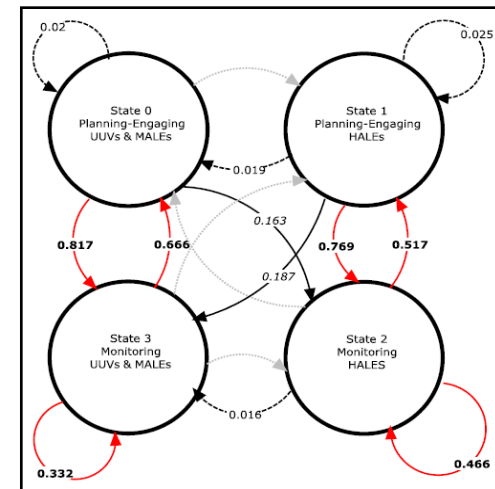 0.02
0.025
State 0
Planning-Engaging
UUVs & MALEs
State 1
Planning-Engaging
HALEs
0.019
0.163
0.817
0.666
0.187
0.769
0.517
State 3
Monitoring
UUVs & MALEs
State 2
Monitoring
HALES
0.016
0.332
0.466